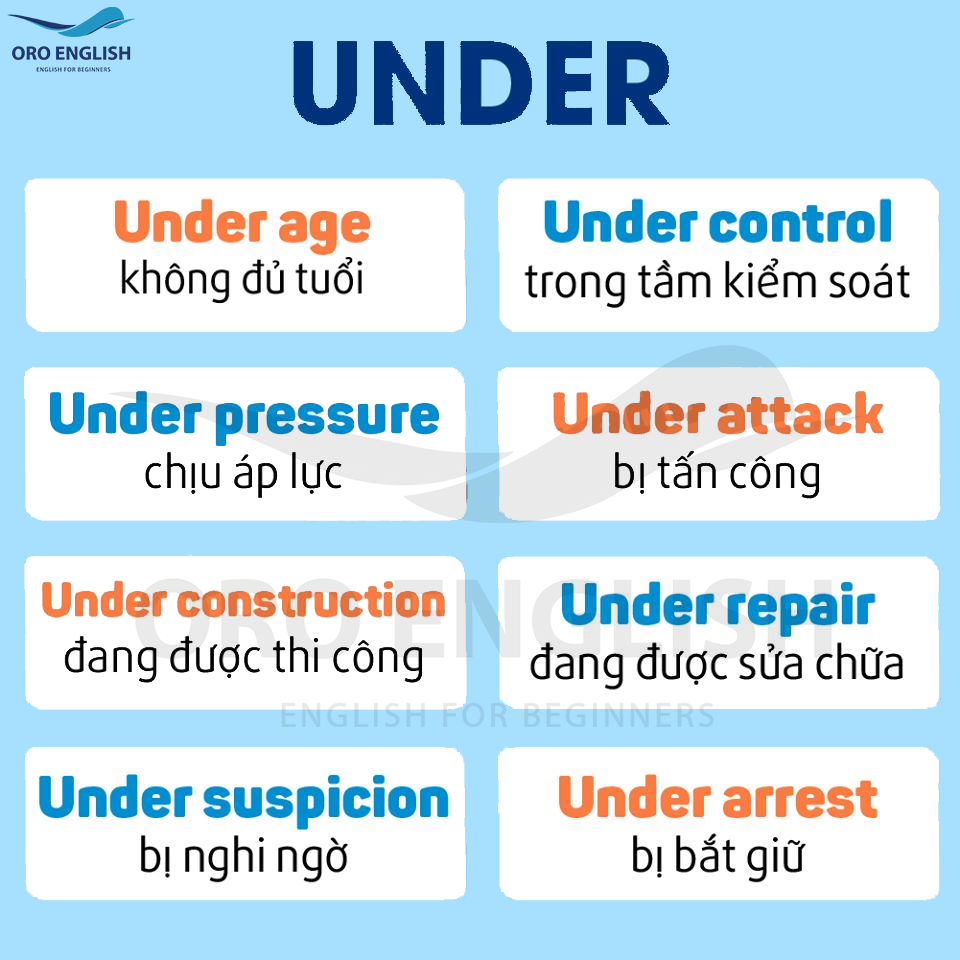 ORO ENGLISH
ENGLISH FOR BEGINNERS
UNDER
Under age
không đủ tuổi
Under control
trong tầm kiểm soát
Under pressure
chịu áp lực
Under attack
bị tấn công
Under construction
đang được thi công
Under repair
đang được sửa chữa
ORO ENGLISH
ENGLISH FOR BEGINNERS
Under suspicion
bị nghi ngờ
Under arrest
bị bắt giữ